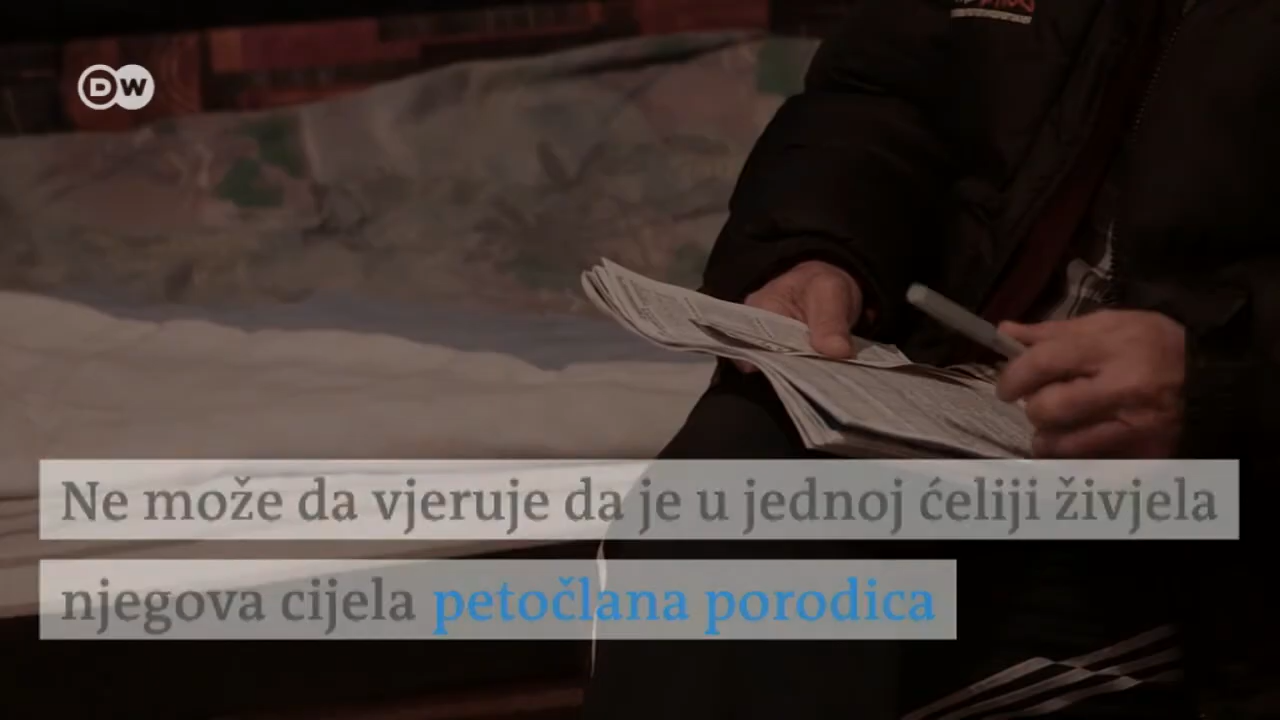 DW
Ne može da vjeruje da je u jednoj ćeliji živjela
njegova cijela petočlana porodica